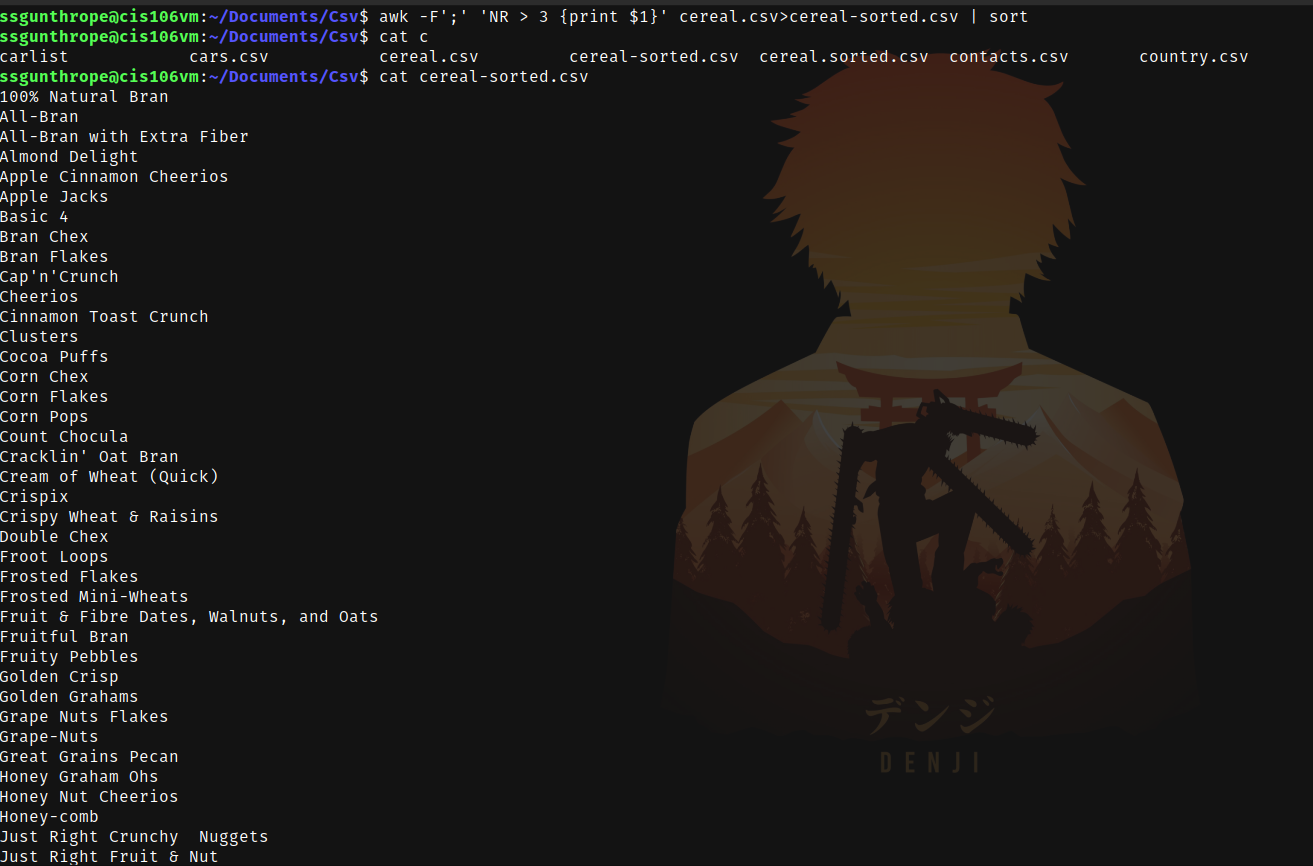 ssgunthrope@cis106vm:~/Documents/Csv$ awk -F';' 'NR > 3 {print $1}' cereal.csv>cereal-sorted.csv | sort
ssgunthrope@cis106vm:~/Documents/Csv$ cat c
carlist cars.csv cereal.csv cereal-sorted.csv cereal.sorted.csv contacts.csv country.csv
ssgunthrope@cis106vm:~/Documents/Csv$ cat cereal-sorted.csv
100% Natural Bran
All-Bran
All-Bran with Extra Fiber
Almond Delight
Apple Cinnamon Cheerios
Apple Jacks
Basic 4
Bran Chex
Bran Flakes
Cap'n'Crunch
Cheerios
Cinnamon Toast Crunch
Clusters
Cocoa Puffs
Corn Chex
Corn Flakes
Corn Pops
Count Chocula
Cracklin' Oat Bran
Cream of Wheat (Quick)
Crispix
Crispy Wheat & Raisins
Double Chex
Froot Loops
Frosted Flakes
Frosted Mini-Wheats
Fruit & Fibre Dates, Walnuts, and Oats
Fruitful Bran
Fruity Pebbles
Golden Crisp
Golden Grahams
Grape Nuts Flakes
Grape-Nuts
Great Grains Pecan
Honey Graham Ohs
Honey Nut Cheerios
Honey-comb
Just Right Crunchy  Nuggets
Just Right Fruit & Nut
デンジ
DENJI